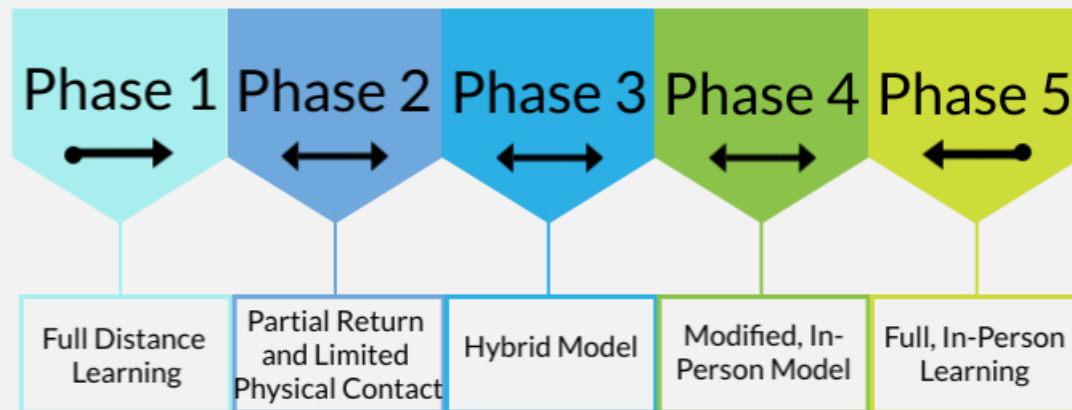 Phase 1
Phase 2
Phase 3
Phase 4
Phase 5
Full Distance
Learning
Partial Return
and Limited
Physical Contact
Hybrid Model
Modified, In-
Person Model
Full, In-Person
Learning